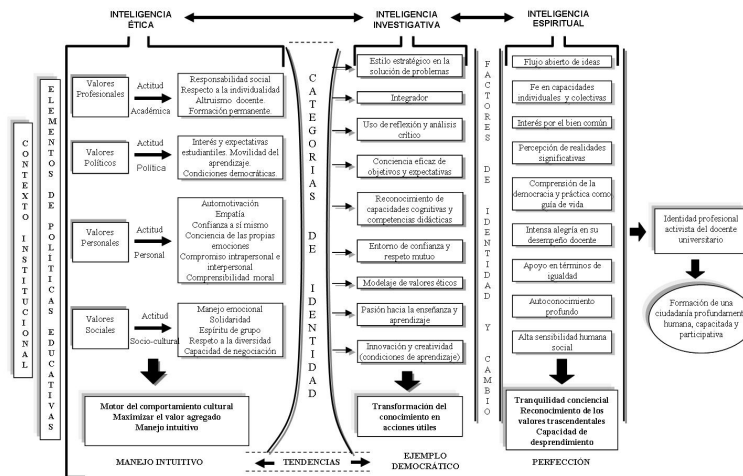 INTELIGENCIA
ÉTICA
INTELIGENCIA
INVESTIGATIVA
INTELIGENCIA
ESPIRITUAL
CONTEXTO INSTITUCIONAL
ELEMENTOS DE POLITICAS EDUCATIVAS
Valores
Profesionales
Actitud
Académica
Responsabilidad social
Respeto a la individualidad
Altruismo docente.
Formación permanente.
Valores
Políticos
Actitud
Política
Interés y expectativas
estudiantiles. Movilidad del
aprendizaje.
Condiciones democráticas.
Valores
Personales
Actitud
Personal
Automotivación
Empatía
Confianza a sí mismo
Conciencia de las propias
emociones
Compromiso intrapersonal e
interpersonal
Comprensibilidad moral
Valores
Sociales
Actitud
Socio-cultural
Manejo emocional
Solidaridad
Espíritu de grupo
Respeto a la diversidad
Capacidad de negociación
Motor del comportamiento cultural
Maximizar el valor agregado
Manejo intuitivo
CATEGORIAS DE IDENTIDAD
Estilo estratégico en la
solución de problemas
Integrador
Uso de reflexión y análisis
crítico
Conciencia eficaz de
objetivos y expectativas
Reconocimiento de
capacidades cognitivas y
competencias didácticas
Entorno de confianza y
respeto mutuo
Modelaje de valores éticos
Pasión hacia la enseñanza y
aprendizaje
Innovación y creatividad
(condiciones de aprendizaje)
Transformación del
conocimiento en
acciones útiles
FACTORES DE IDENTIDAD Y CAMBIO
Flujo abierto de ideas
Fe en capacidades
individuales y colectivas
Interés por el bien común
Percepción de realidades
significativas
Comprensión de la
democracia y práctica como
guía de vida
Intensa alegría en su
desempeño docente
Apoyo en términos de
igualdad
Autoconocimiento
profundo
Alta sensibilidad humana
social
Tranquilidad conciencial
Reconocimiento de los
valores trascendentales
Capacidad de
desprendimiento
Identidad profesional
activista del docente
universitario
Formación de una
ciudadanía profundamente
humana, capacitada y
participativa
MANEJO INTUITIVO
TENDENCIAS
EJEMPLO
DEMOCRÁTICO
PERFECCIÓN